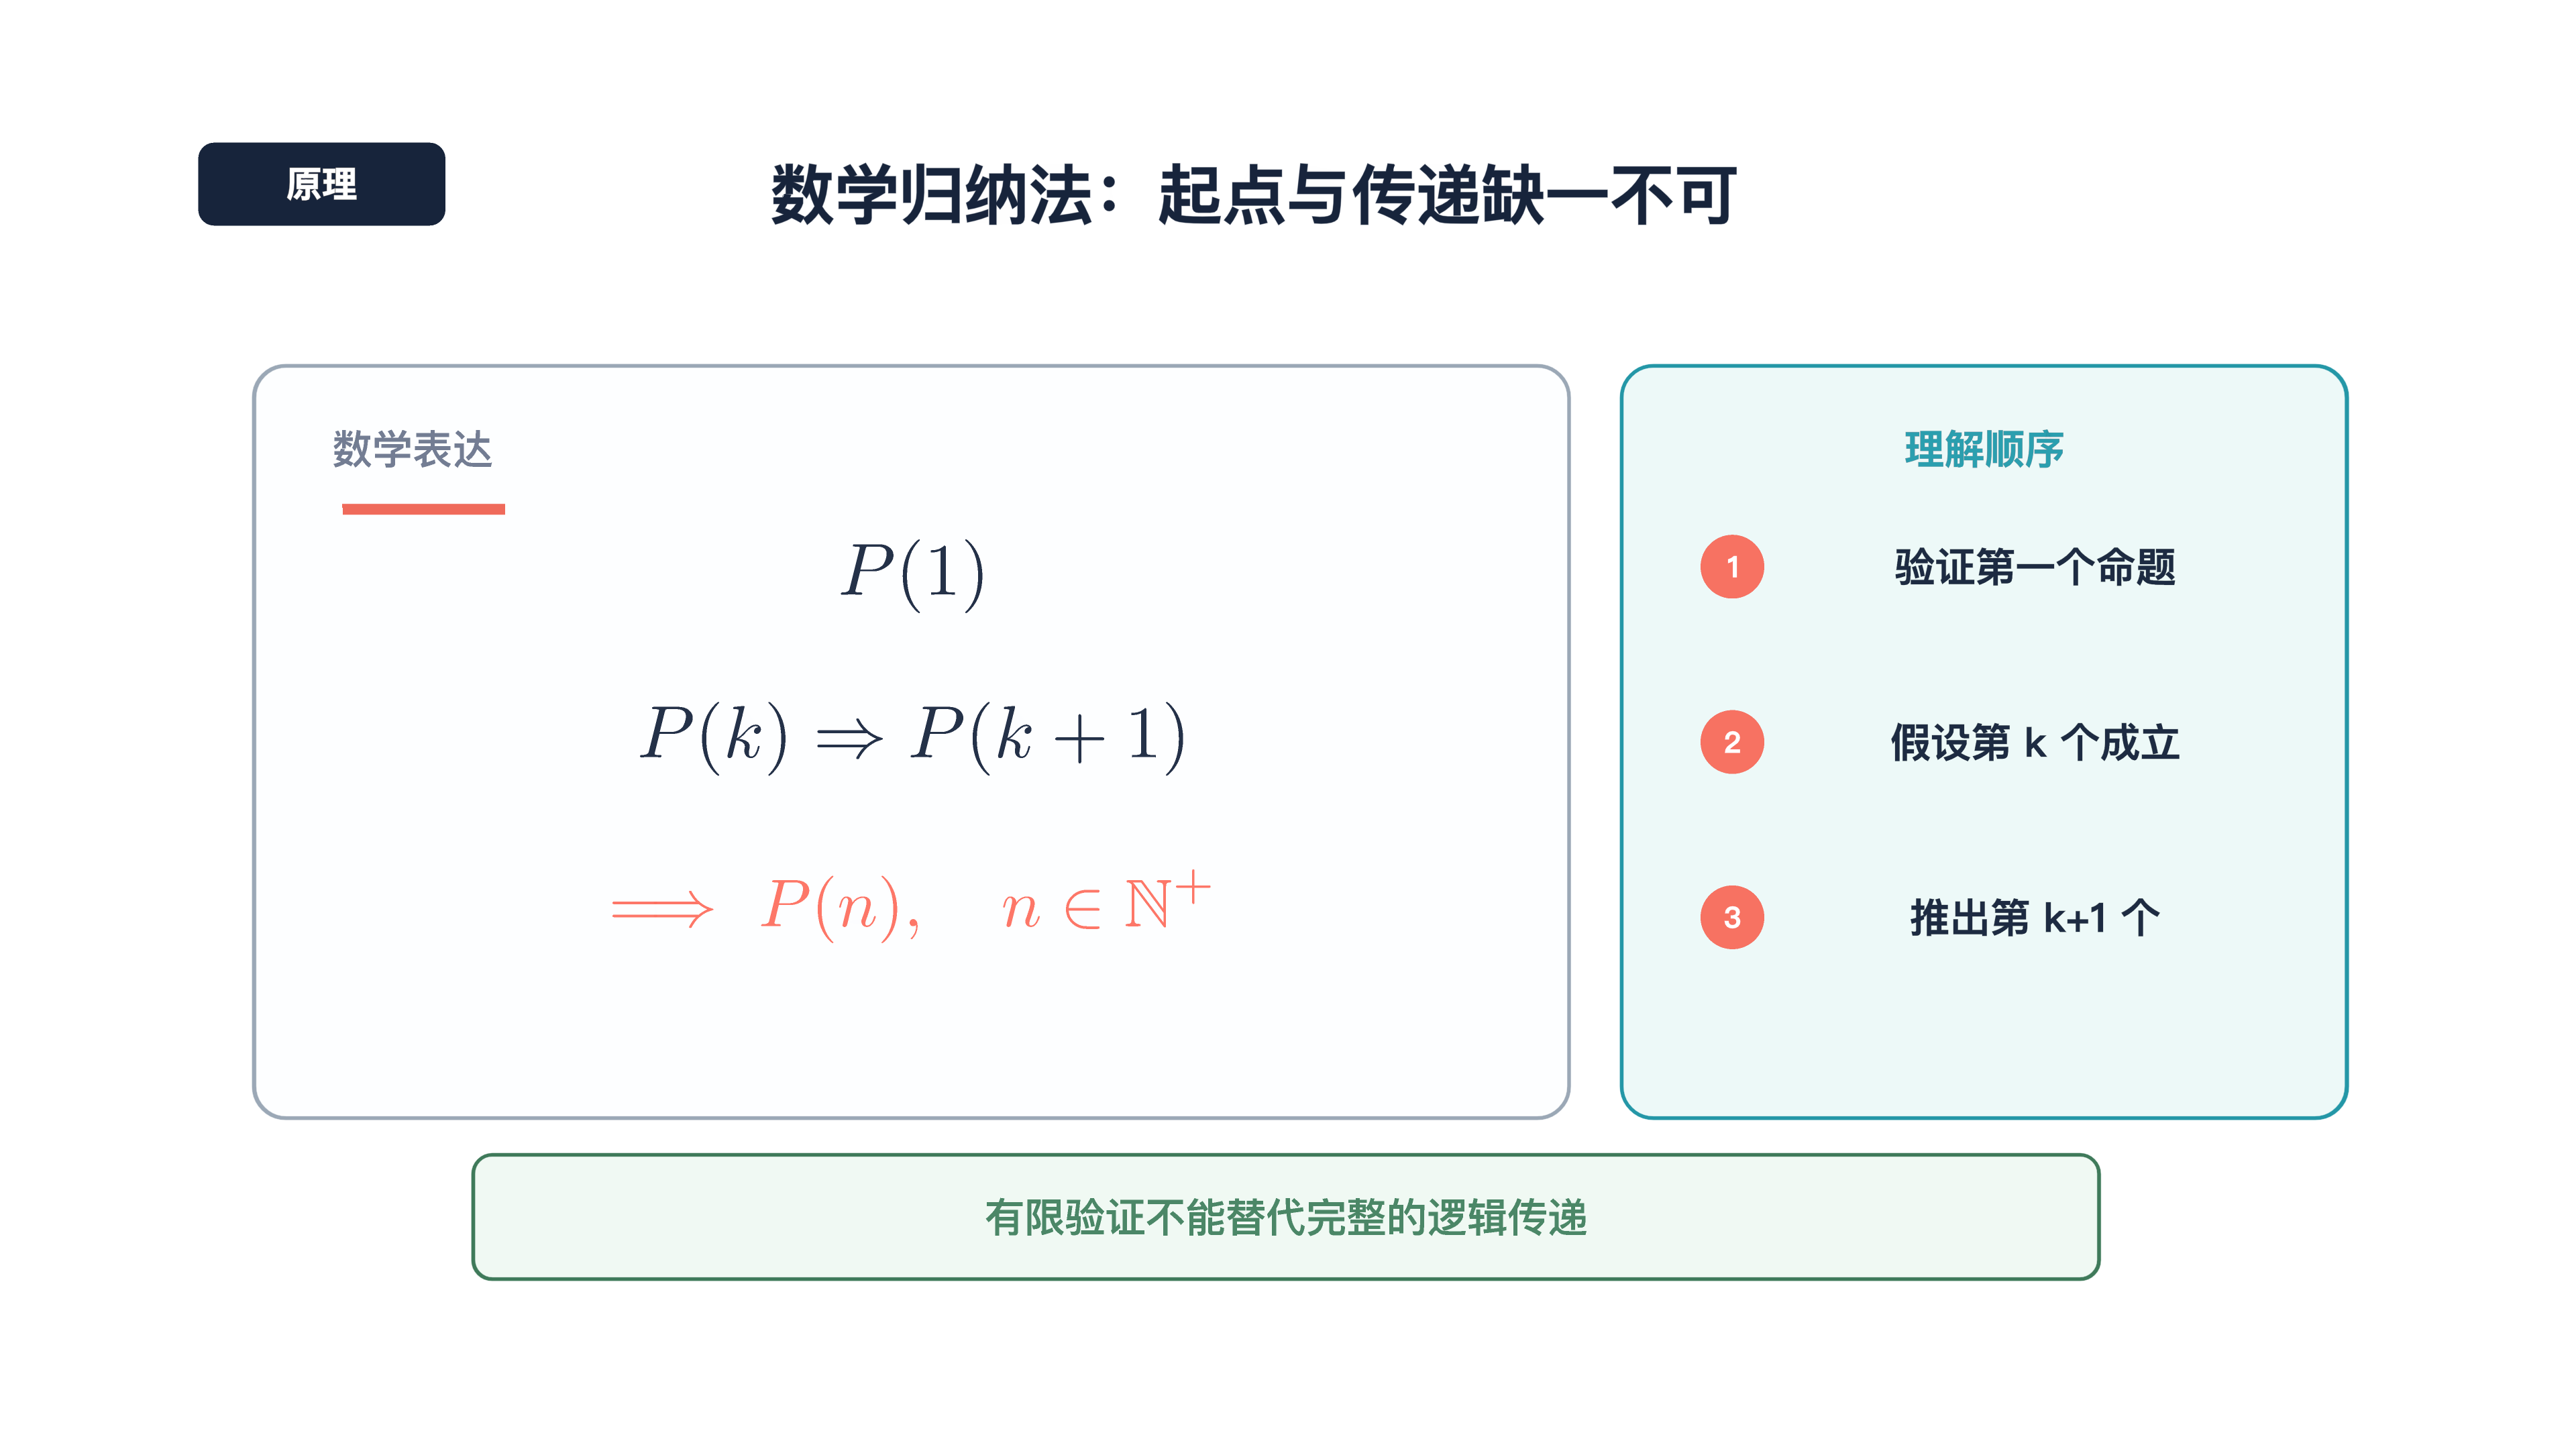 原理
数学归纳法：起点与传递缺一不可
数学表达
P(1)
P(k) ⇒ P(k + 1)
⟹ P(n), n ∈ ℕ⁺
理解顺序
1 验证第一个命题
2 假设第 k 个成立
3 推出第 k+1 个
有限验证不能替代完整的逻辑传递